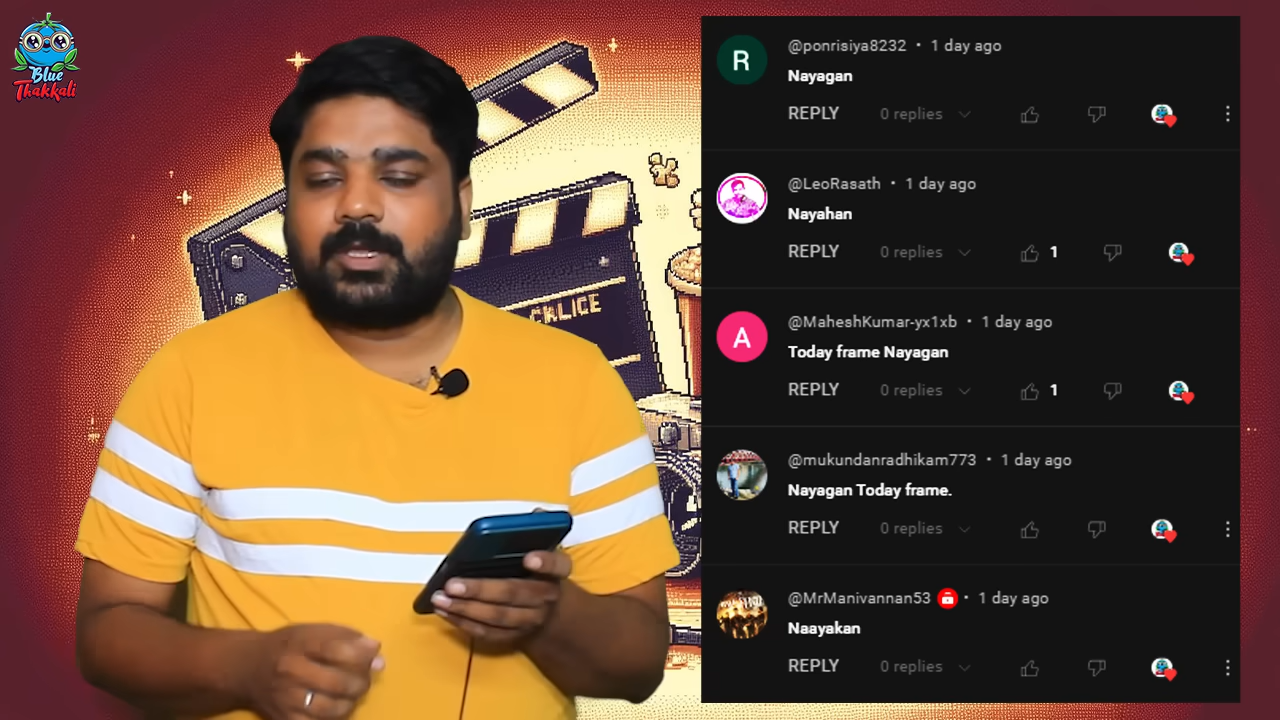 Blue
Thakkali
CKLICE
R
@ponrisiya8232 • 1 day ago
Nayagan
REPLY 0 replies
@LeoRasath • 1 day ago
Nayahan
REPLY 0 replies 1
A
@MaheshKumar-yx1xb • 1 day ago
Today frame Nayagan
REPLY 0 replies 1
@mukundanradhikam773 • 1 day ago
Nayagan Today frame.
REPLY 0 replies
@MrManivannan53 • 1 day ago
Naayakan
REPLY 0 replies